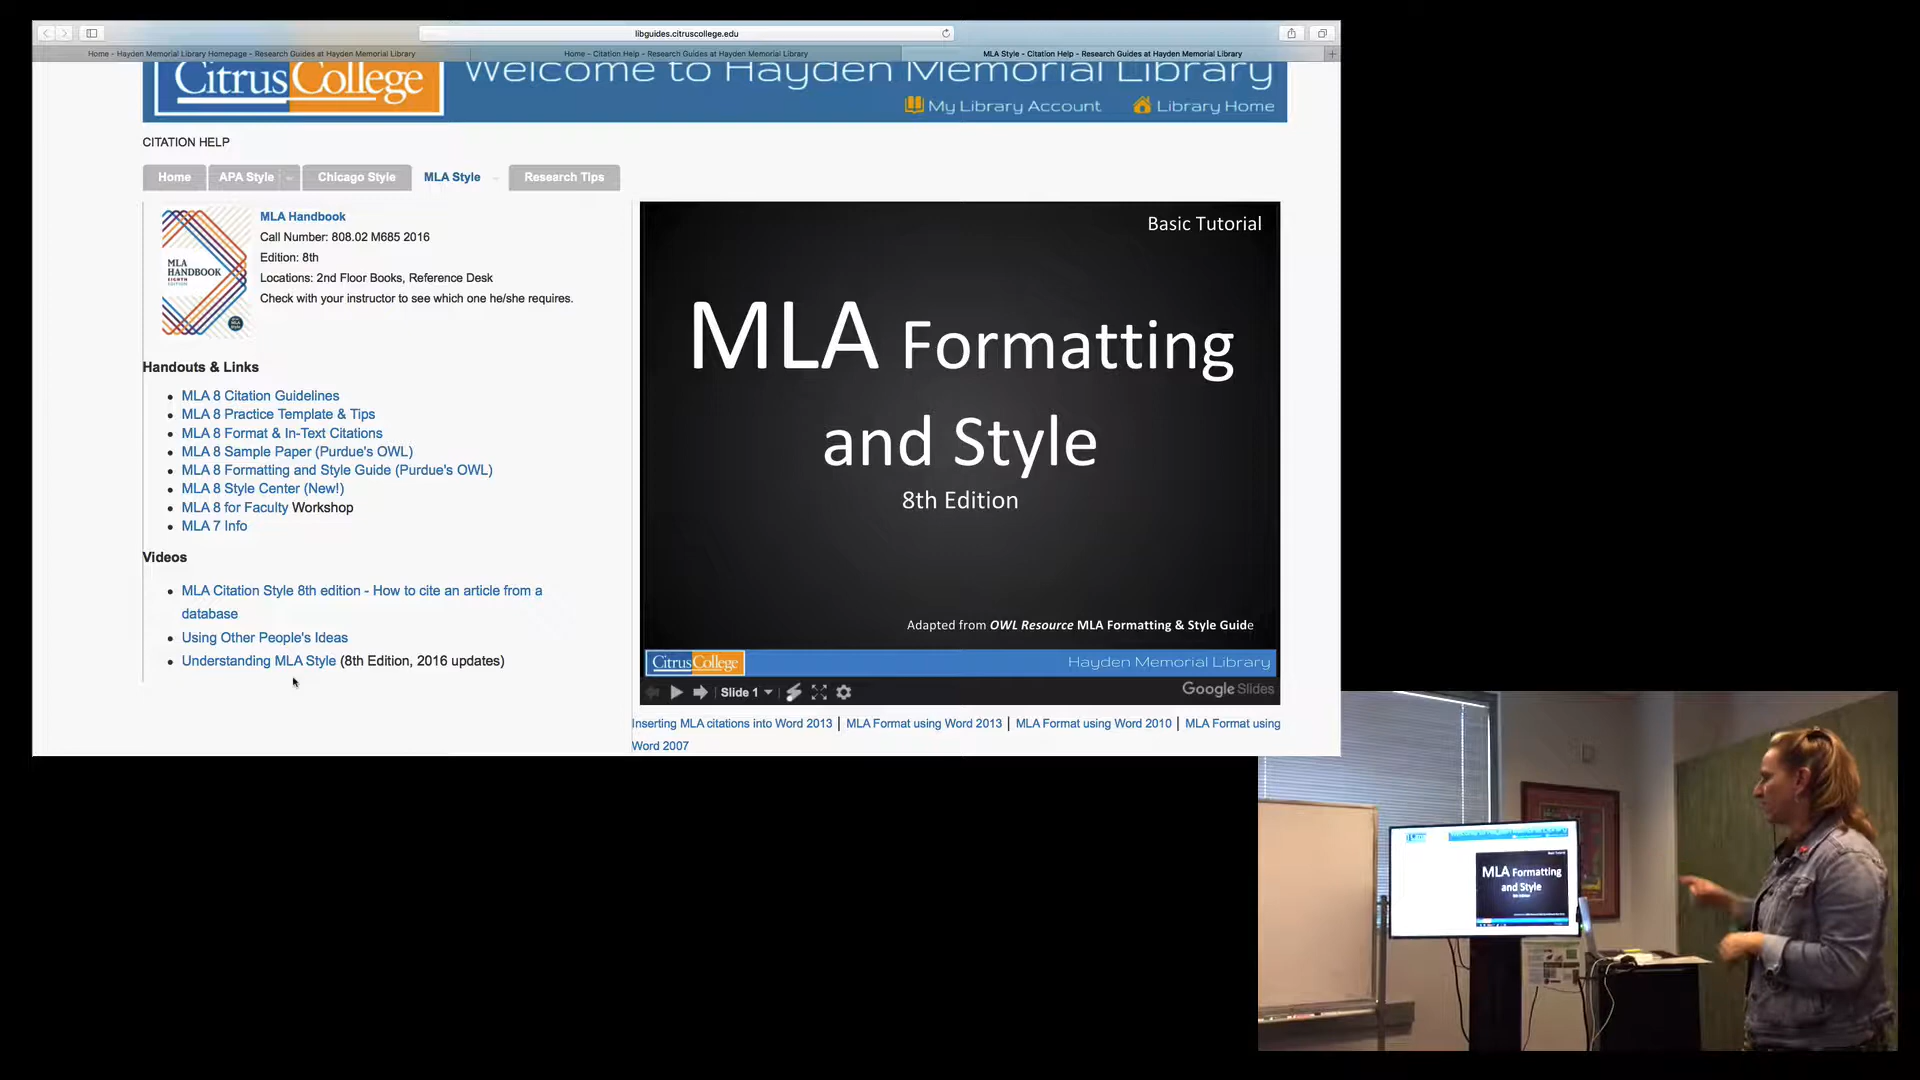 libguides.citruscollege.edu
Home - Hayden Memorial Library Homepage - Research Guides at Hayden Memorial Library
Home - Citation Help - Research Guides at Hayden Memorial Library
MLA Style - Citation Help - Research Guides at Hayden Memorial Library
CitrusCollege
Welcome to Hayden Memorial Library
My Library Account
Library Home
CITATION HELP
Home
APA Style
Chicago Style
MLA Style
Research Tips
MLA HANDBOOK
EIGHTH EDITION
MLA Handbook
Call Number: 808.02 M685 2016
Edition: 8th
Locations: 2nd Floor Books, Reference Desk
Check with your instructor to see which one he/she requires.
Handouts & Links
MLA 8 Citation Guidelines
MLA 8 Practice Template & Tips
MLA 8 Format & In-Text Citations
MLA 8 Sample Paper (Purdue's OWL)
MLA 8 Formatting and Style Guide (Purdue's OWL)
MLA 8 Style Center (New!)
MLA 8 for Faculty Workshop
MLA 7 Info
Videos
MLA Citation Style 8th edition - How to cite an article from a
database
Using Other People's Ideas
Understanding MLA Style (8th Edition, 2016 updates)
Basic Tutorial
MLA Formatting
and Style
8th Edition
Adapted from OWL Resource MLA Formatting & Style Guide
CitrusCollege
Hayden Memorial Library
Slide 1
Google Slides
Inserting MLA citations into Word 2013 | MLA Format using Word 2013 | MLA Format using Word 2010 | MLA Format using
Word 2007
Welcome to Hayden Memorial Library
MLA Formatting
and Style